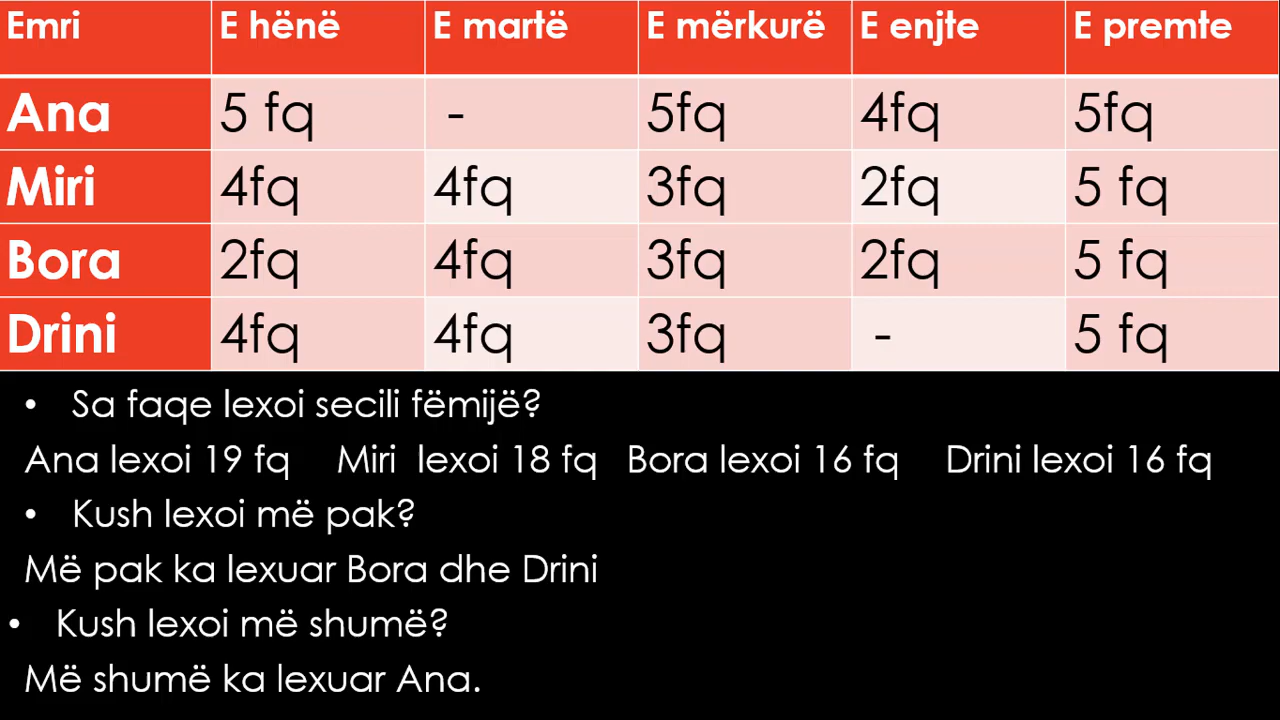 Emri E hënë E martë E mërkurë E enjte E premte
Ana 5 fq - 5fq 4fq 5fq
Miri 4fq 4fq 3fq 2fq 5 fq
Bora 2fq 4fq 3fq 2fq 5 fq
Drini 4fq 4fq 3fq - 5 fq
• Sa faqe lexoi secili fëmijë?
Ana lexoi 19 fq Miri lexoi 18 fq Bora lexoi 16 fq Drini lexoi 16 fq
• Kush lexoi më pak?
Më pak ka lexuar Bora dhe Drini
• Kush lexoi më shumë?
Më shumë ka lexuar Ana.